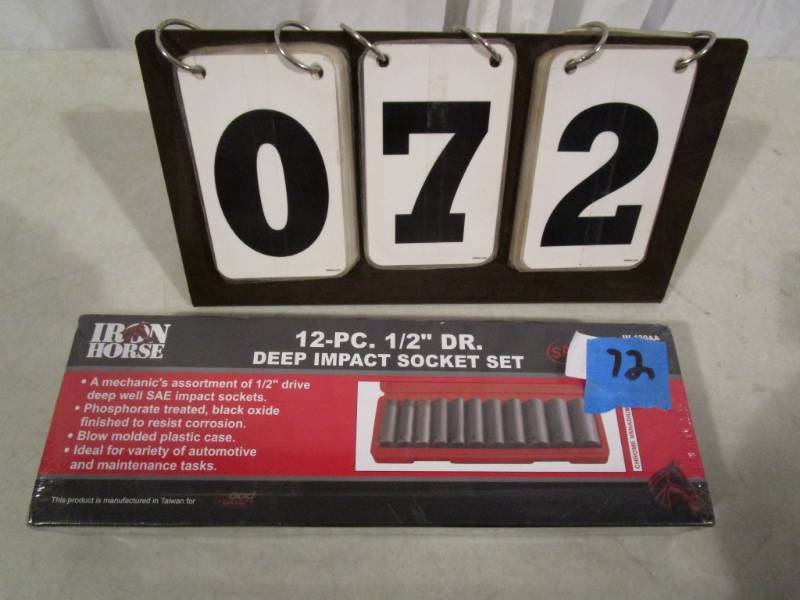 072
IRON
HORSE
12-PC. 1/2" DR.
DEEP IMPACT SOCKET SET
72
• A mechanic's assortment of 1/2" drive
deep well SAE impact sockets.
• Phosphorate treated, black oxide
finished to resist corrosion.
• Blow molded plastic case.
• Ideal for variety of automotive
and maintenance tasks.
CHROME VANADIUM
This product is manufactured in Taiwan for